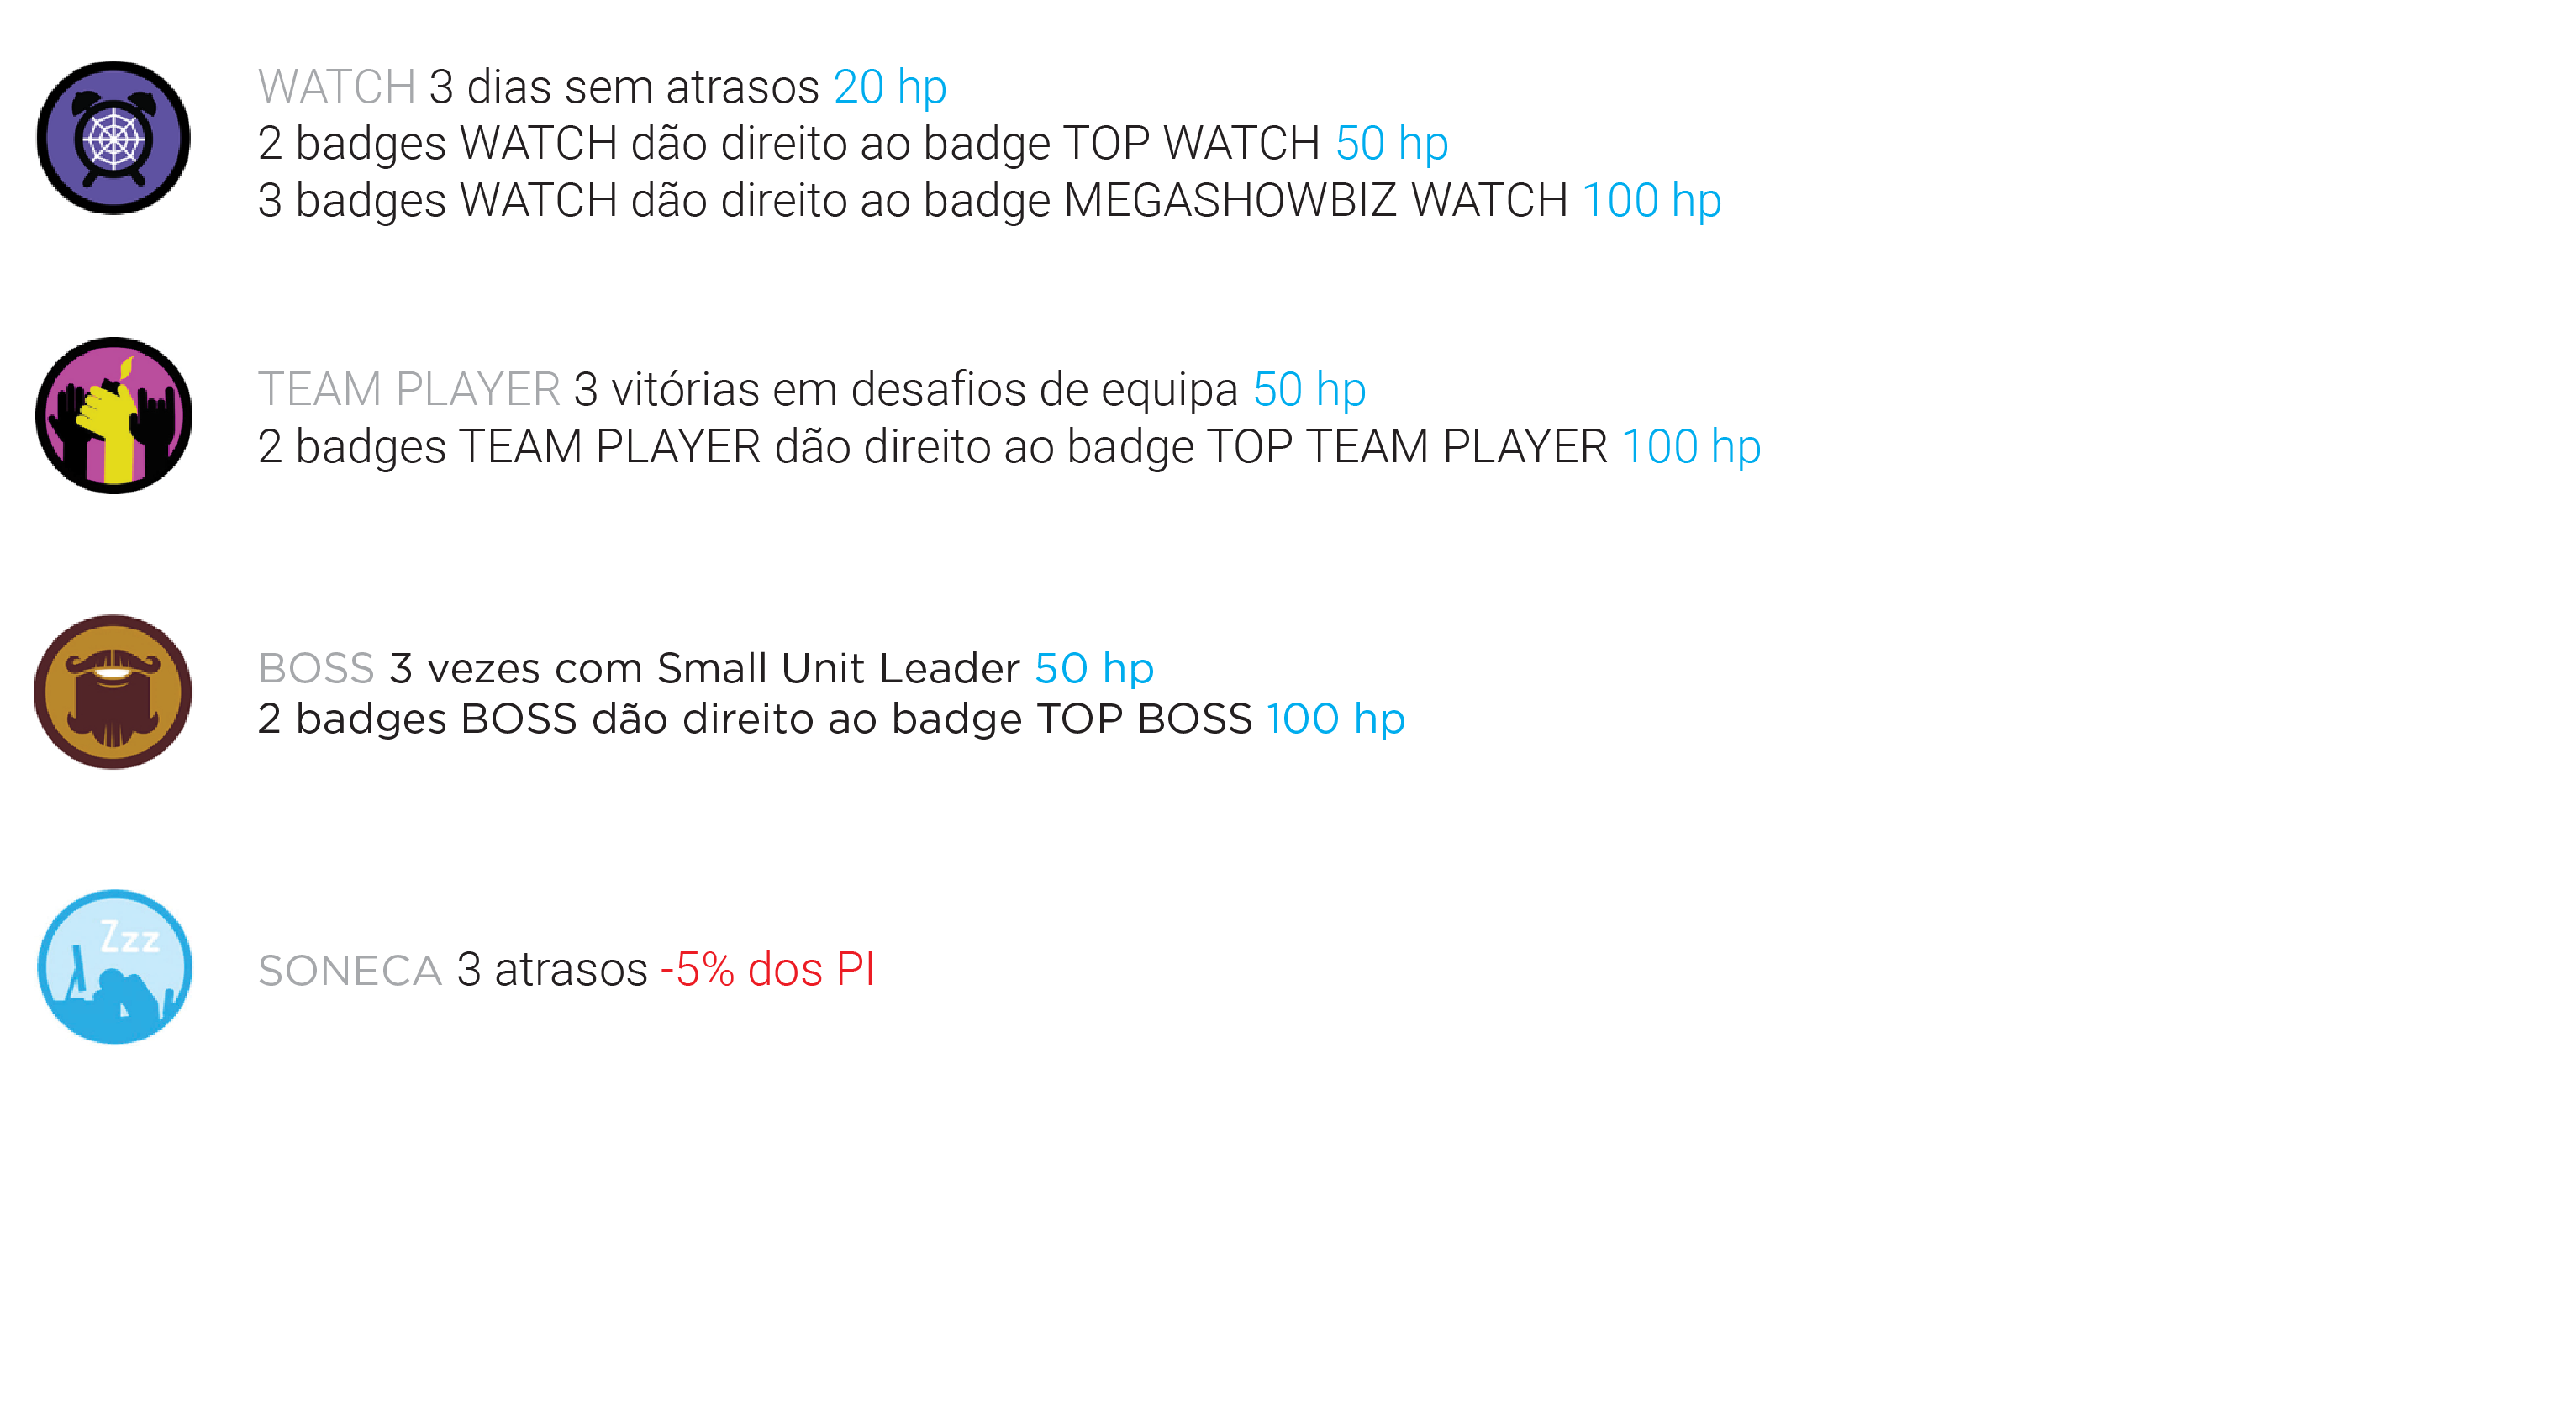 WATCH 3 dias sem atrasos 20 hp
2 badges WATCH dão direito ao badge TOP WATCH 50 hp
3 badges WATCH dão direito ao badge MEGASHOWBIZ WATCH 100 hp
TEAM PLAYER 3 vitórias em desafios de equipa 50 hp
2 badges TEAM PLAYER dão direito ao badge TOP TEAM PLAYER 100 hp
BOSS 3 vezes com Small Unit Leader 50 hp
2 badges BOSS dão direito ao badge TOP BOSS 100 hp
Zzz
SONECA 3 atrasos -5% dos PI